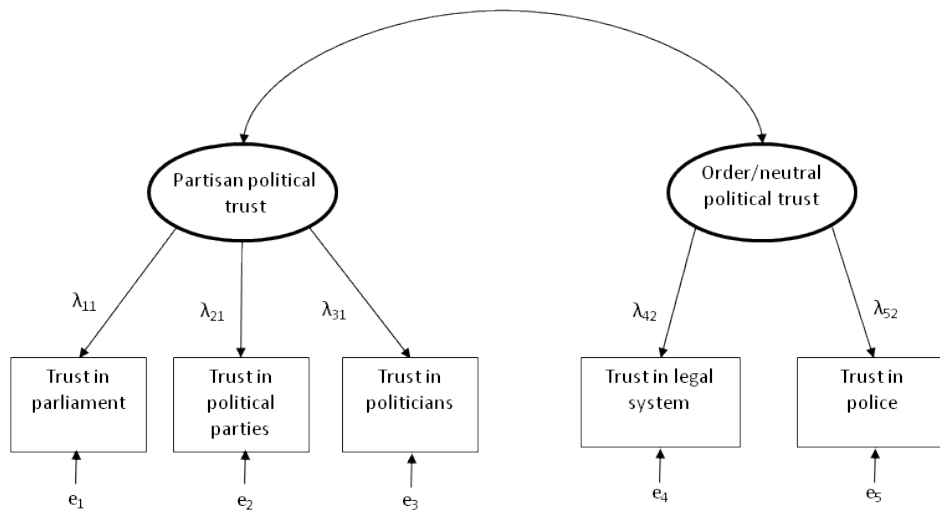 Partisan political
trust
Order/neutral
political trust
λ11
λ21
λ31
λ42
λ52
Trust in
parliament
Trust in
political
parties
Trust in
politicians
Trust in legal
system
Trust in
police
e1
e2
e3
e4
e5